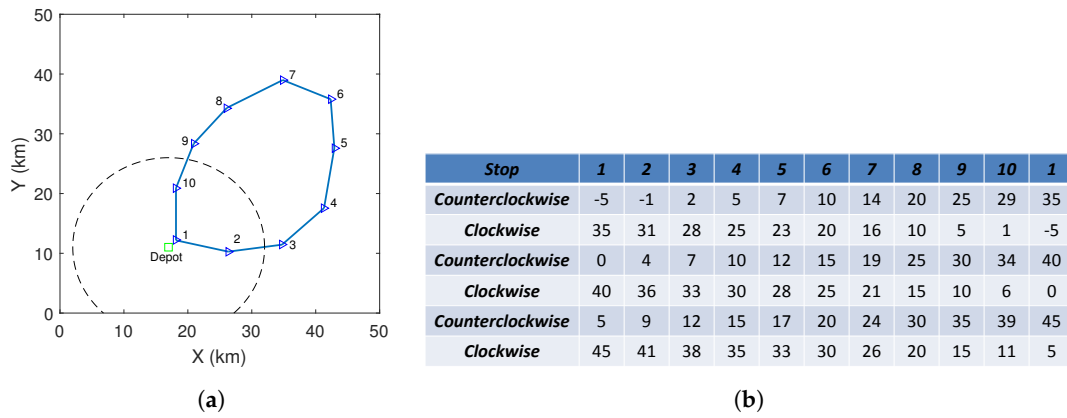 50
40
30
20
10
0
Y (km)
0 10 20 30 40 50
X (km)
7
8
6
9
5
10
4
1
2
3
Depot
(a)
Stop 1 2 3 4 5 6 7 8 9 10 1
Counterclockwise -5 -1 2 5 7 10 14 20 25 29 35
Clockwise 35 31 28 25 23 20 16 10 5 1 -5
Counterclockwise 0 4 7 10 12 15 19 25 30 34 40
Clockwise 40 36 33 30 28 25 21 15 10 6 0
Counterclockwise 5 9 12 15 17 20 24 30 35 39 45
Clockwise 45 41 38 35 33 30 26 20 15 11 5
(b)